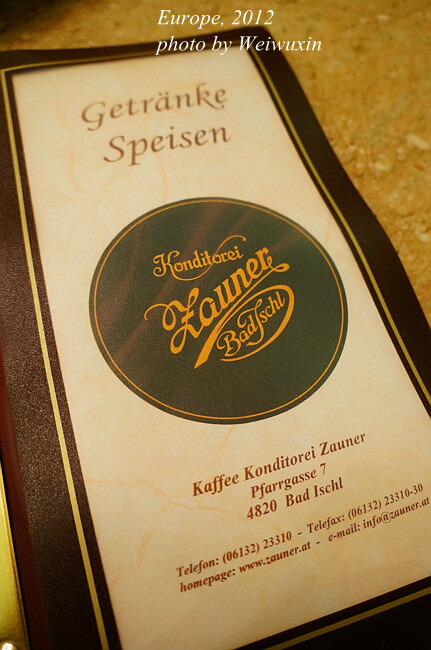 Europe, 2012
photo by Weiwuxin
Getränke
Speisen
Konditorei
Zauner
Bad Ischl
Kaffee Konditorei Zauner
Pfarrgasse 7
4820 Bad Ischl
Telefon: (06132) 23310 - Telefax: (06132) 23310-30
homepage: www.zauner.at - e-mail: info@zauner.at